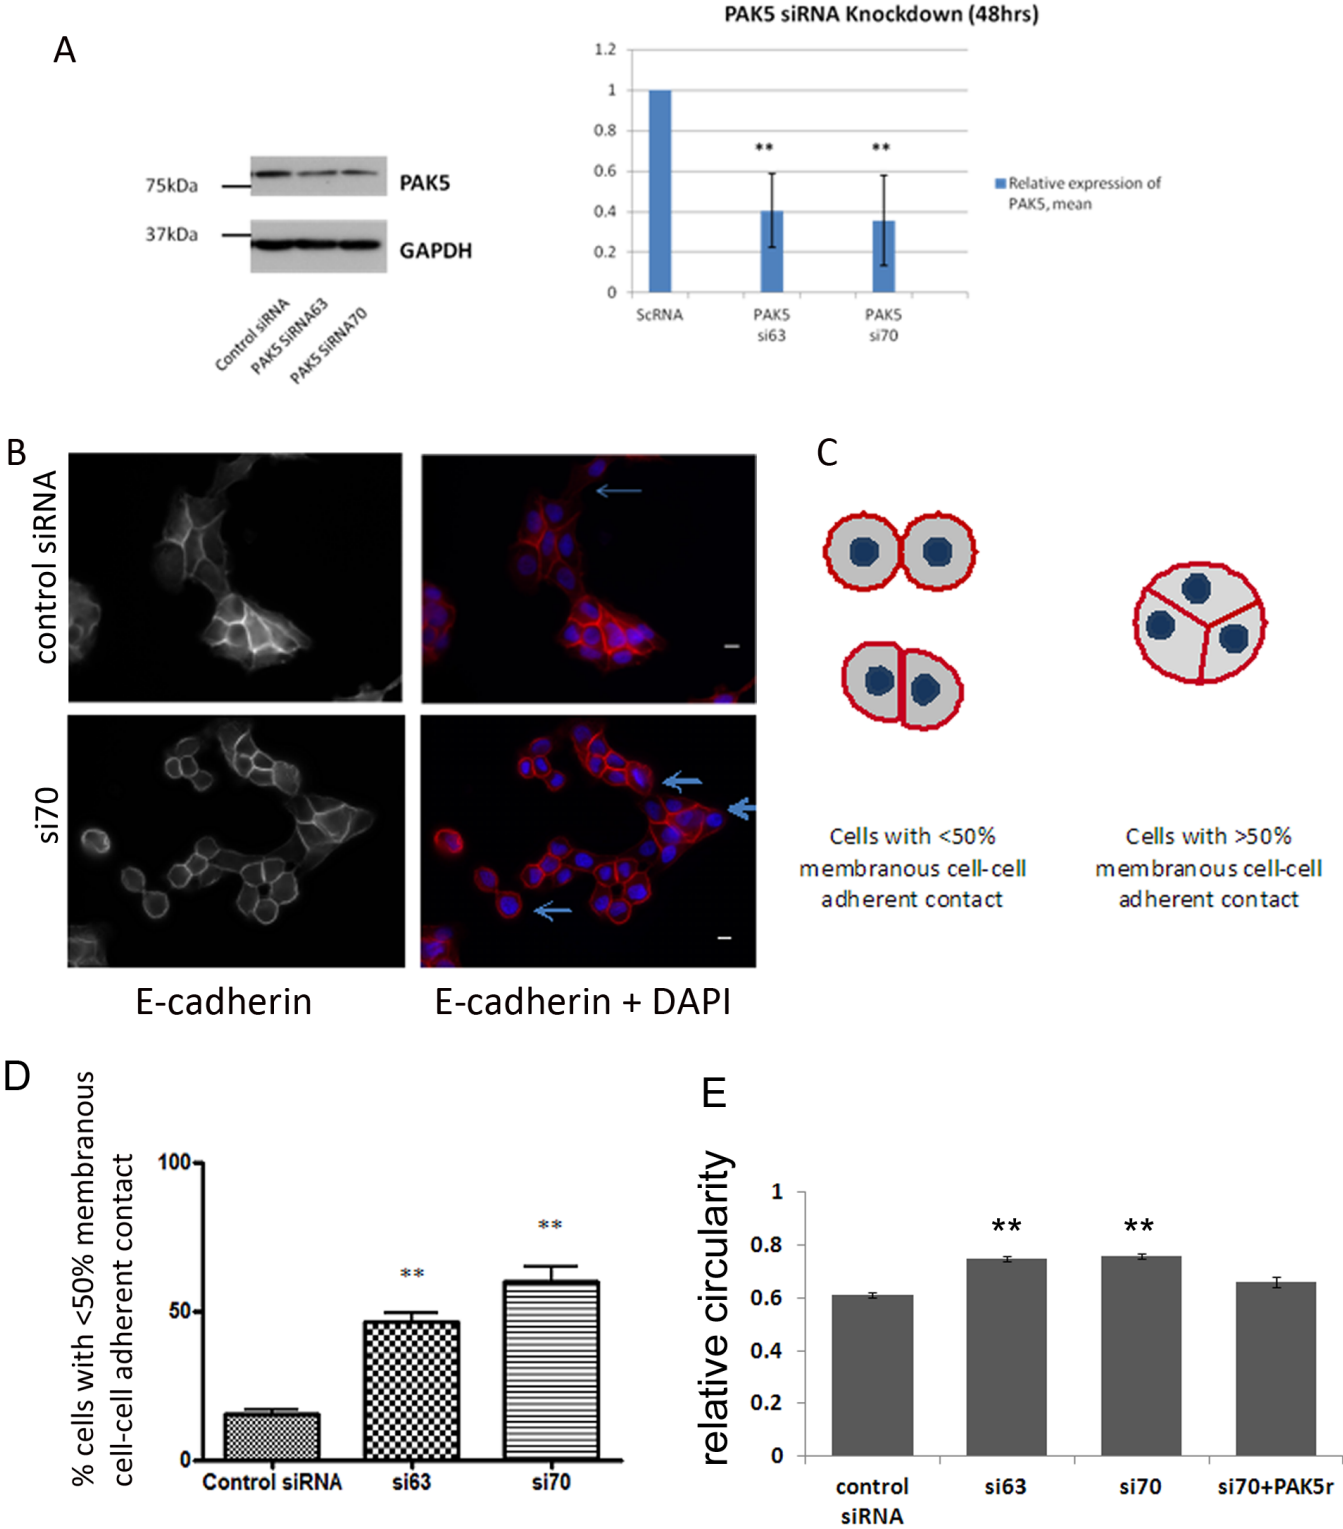 A
75kDa
37kDa
PAK5
GAPDH
Control siRNA
PAK5 SiRNA63
PAK5 SiRNA70
PAK5 siRNA Knockdown (48hrs)
1.2
1
0.8
0.6
0.4
0.2
0
**
**
ScRNA
PAK5
si63
PAK5
si70
Relative expression of
PAK5, mean
B
control siRNA
si70
E-cadherin
E-cadherin + DAPI
C
Cells with <50%
membranous cell-cell
adherent contact
Cells with >50%
membranous cell-cell
adherent contact
D
% cells with <50% membranous
cell-cell adherent contact
100
50
0
**
**
Control siRNA
si63
si70
E
relative circularity
1
0.8
0.6
0.4
0.2
0
**
**
control
siRNA
si63
si70
si70+PAK5r